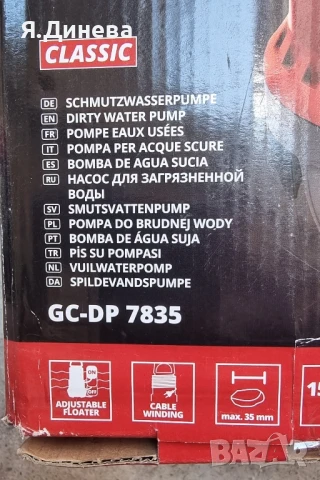 Я.Динева
CLASSIC
DE SCHMUTZWASSERPUMPE
EN DIRTY WATER PUMP
FR POMPE EAUX USÉES
IT POMPA PER ACQUE SCURE
ES BOMBA DE AGUA SUCIA
RU НАСОС ДЛЯ ЗАГРЯЗНЕННОЙ
ВОДЫ
SV SMUTSVATTENPUMP
PL POMPA DO BRUDNEJ WODY
PT BOMBA DE ÁGUA SUJA
TR PİS SU POMPASI
NL VUILWATERPOMP
DA SPILDEVANDSPUMPE
GC-DP 7835
ON
OFF
ADJUSTABLE
FLOATER
CABLE
WINDING
max. 35 mm
15
BAZAR